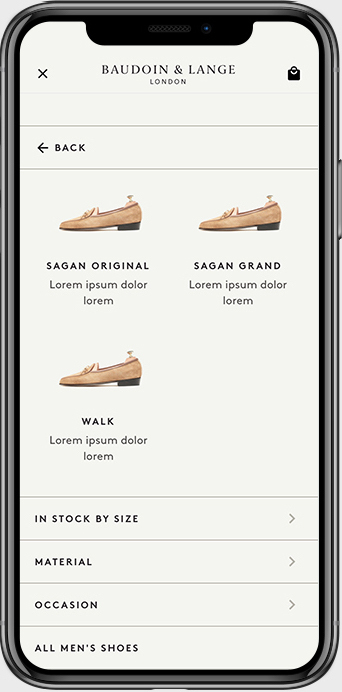 BAUDOIN & LANGE
LONDON
BACK
SAGAN ORIGINAL
Lorem ipsum dolor
lorem
SAGAN GRAND
Lorem ipsum dolor
lorem
WALK
Lorem ipsum dolor
lorem
IN STOCK BY SIZE
MATERIAL
OCCASION
ALL MEN'S SHOES